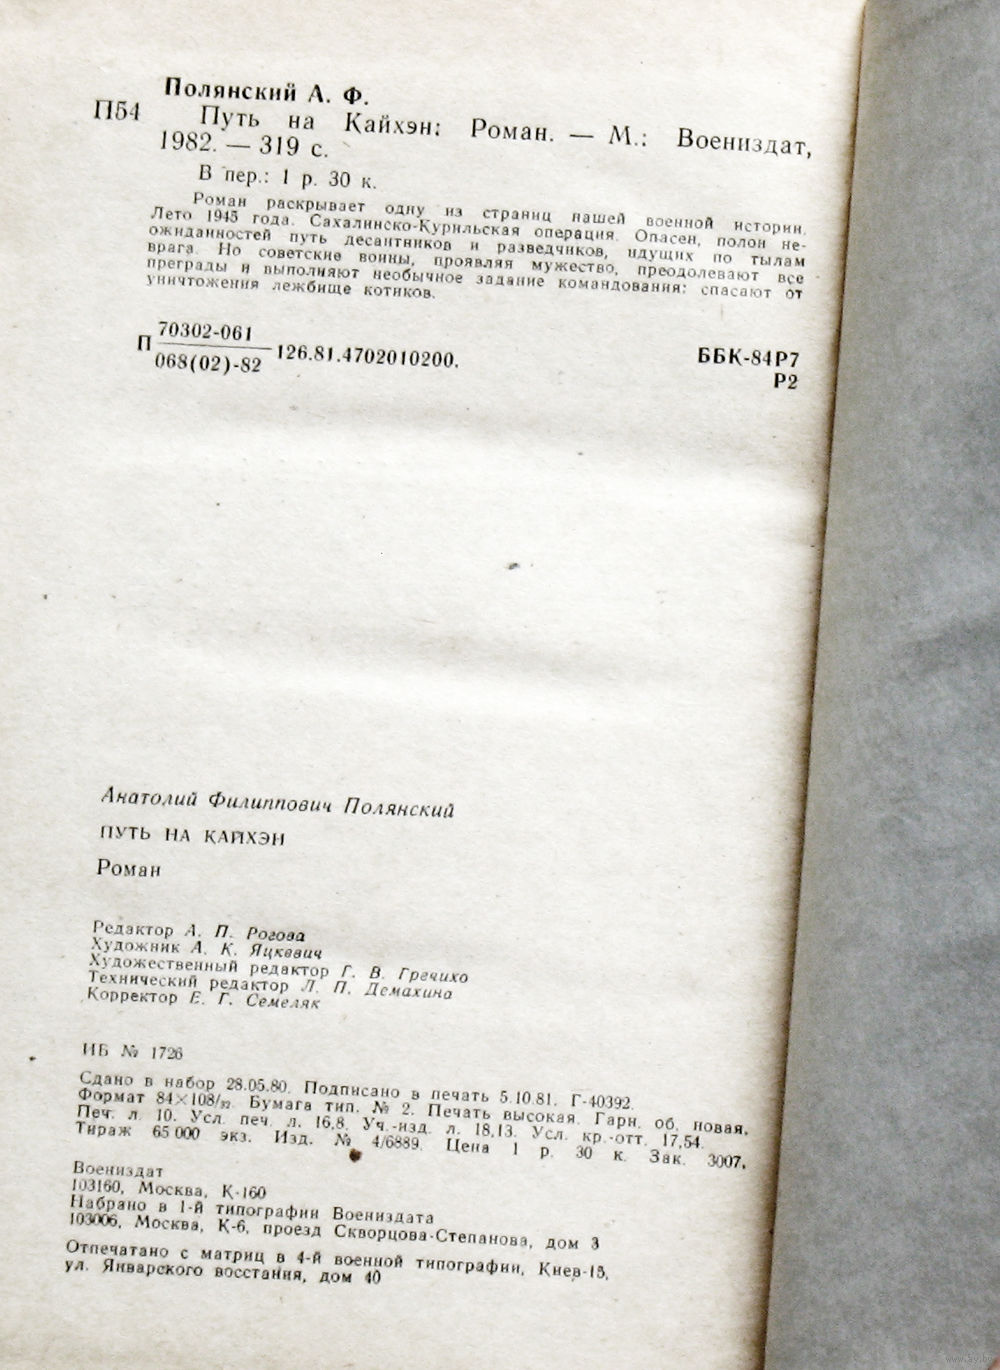 Полянский А. Ф.
П54 Путь на Кайхэн: Роман. — М.: Воениздат,
1982. — 319 с.
В пер.: 1 р. 30 к.
Роман раскрывает одну из страниц нашей военной истории.
Лето 1945 года. Сахалинско-Курильская операция. Опасен, полон не-
ожиданностей путь десантников и разведчиков, идущих по тылам
врага. Но советские воины, проявляя мужество, преодолевают все
преграды и выполняют необычное задание командования: спасают от
уничтожения лежбище котиков.
П 70302-061
068(02)-82 126.81.4702010200.
ББК-84Р7
Р2
Анатолий Филиппович Полянский
ПУТЬ НА КАЙХЭН
Роман
Редактор А. П. Рогова
Художник А. К. Яцкевич
Художественный редактор Г. В. Гречихо
Технический редактор Л. П. Демахина
Корректор Е. Г. Семеляк
ИБ № 1726
Сдано в набор 28.05.80. Подписано в печать 5.10.81. Г-40392.
Формат 84×108/32. Бумага тип. № 2. Печать высокая. Гарн. об. новая.
Печ. л. 10. Усл. печ. л. 16,8. Уч.-изд. л. 18,13. Усл. кр.-отт. 17,54.
Тираж 65 000 экз. Изд. № 4/6889. Цена 1 р. 30 к. Зак. 3007.
Воениздат
103160, Москва, К-160
Набрано в 1-й типографии Воениздата
103006, Москва, К-6, проезд Скворцова-Степанова, дом 3
Отпечатано с матриц в 4-й военной типографии, Киев-15,
ул. Январского восстания, дом 40